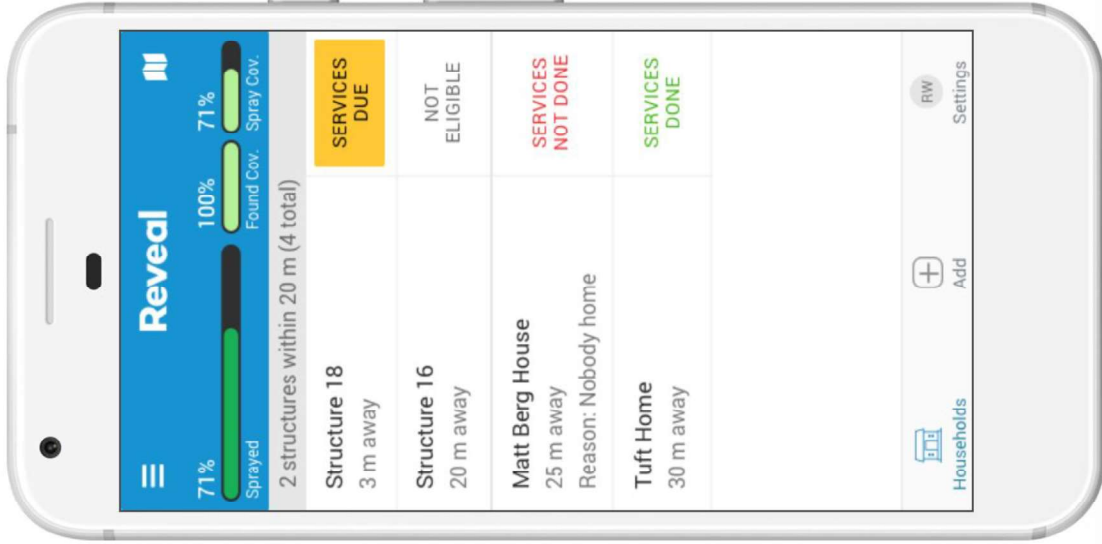 Reveal
71%
Sprayed
100%
Found Cov.
71%
Spray Cov.
2 structures within 20 m (4 total)
Structure 18
3 m away
SERVICES
DUE
Structure 16
20 m away
NOT
ELIGIBLE
Matt Berg House
25 m away
Reason: Nobody home
SERVICES
NOT DONE
Tuft Home
30 m away
SERVICES
DONE
Households
Add
RW
Settings